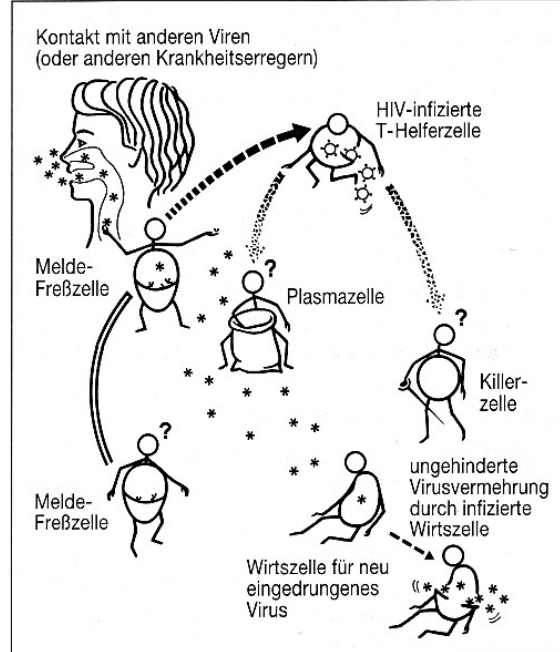 Kontakt mit anderen Viren
(oder anderen Krankheitserregern)
HIV-infizierte
T-Helferzelle
Melde-
Freßzelle
?
Plasmazelle
?
Killer-
zelle
?
Melde-
Freßzelle
ungehinderte
Virusvermehrung
durch infizierte
Wirtszelle
Wirtszelle für neu
eingedrungenes
Virus